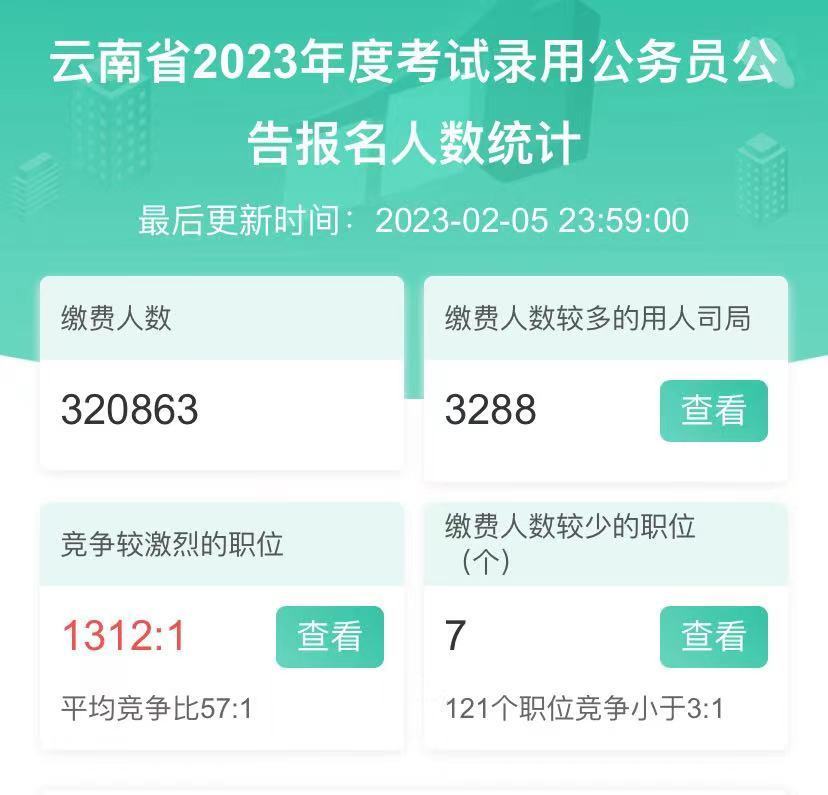 云南省2023年度考试录用公务员公
告报名人数统计
最后更新时间：2023-02-05 23:59:00
缴费人数
320863
缴费人数较多的用人司局
3288
查看
竞争较激烈的职位
1312:1
查看
平均竞争比57:1
缴费人数较少的职位
（个）
7
查看
121个职位竞争小于3:1